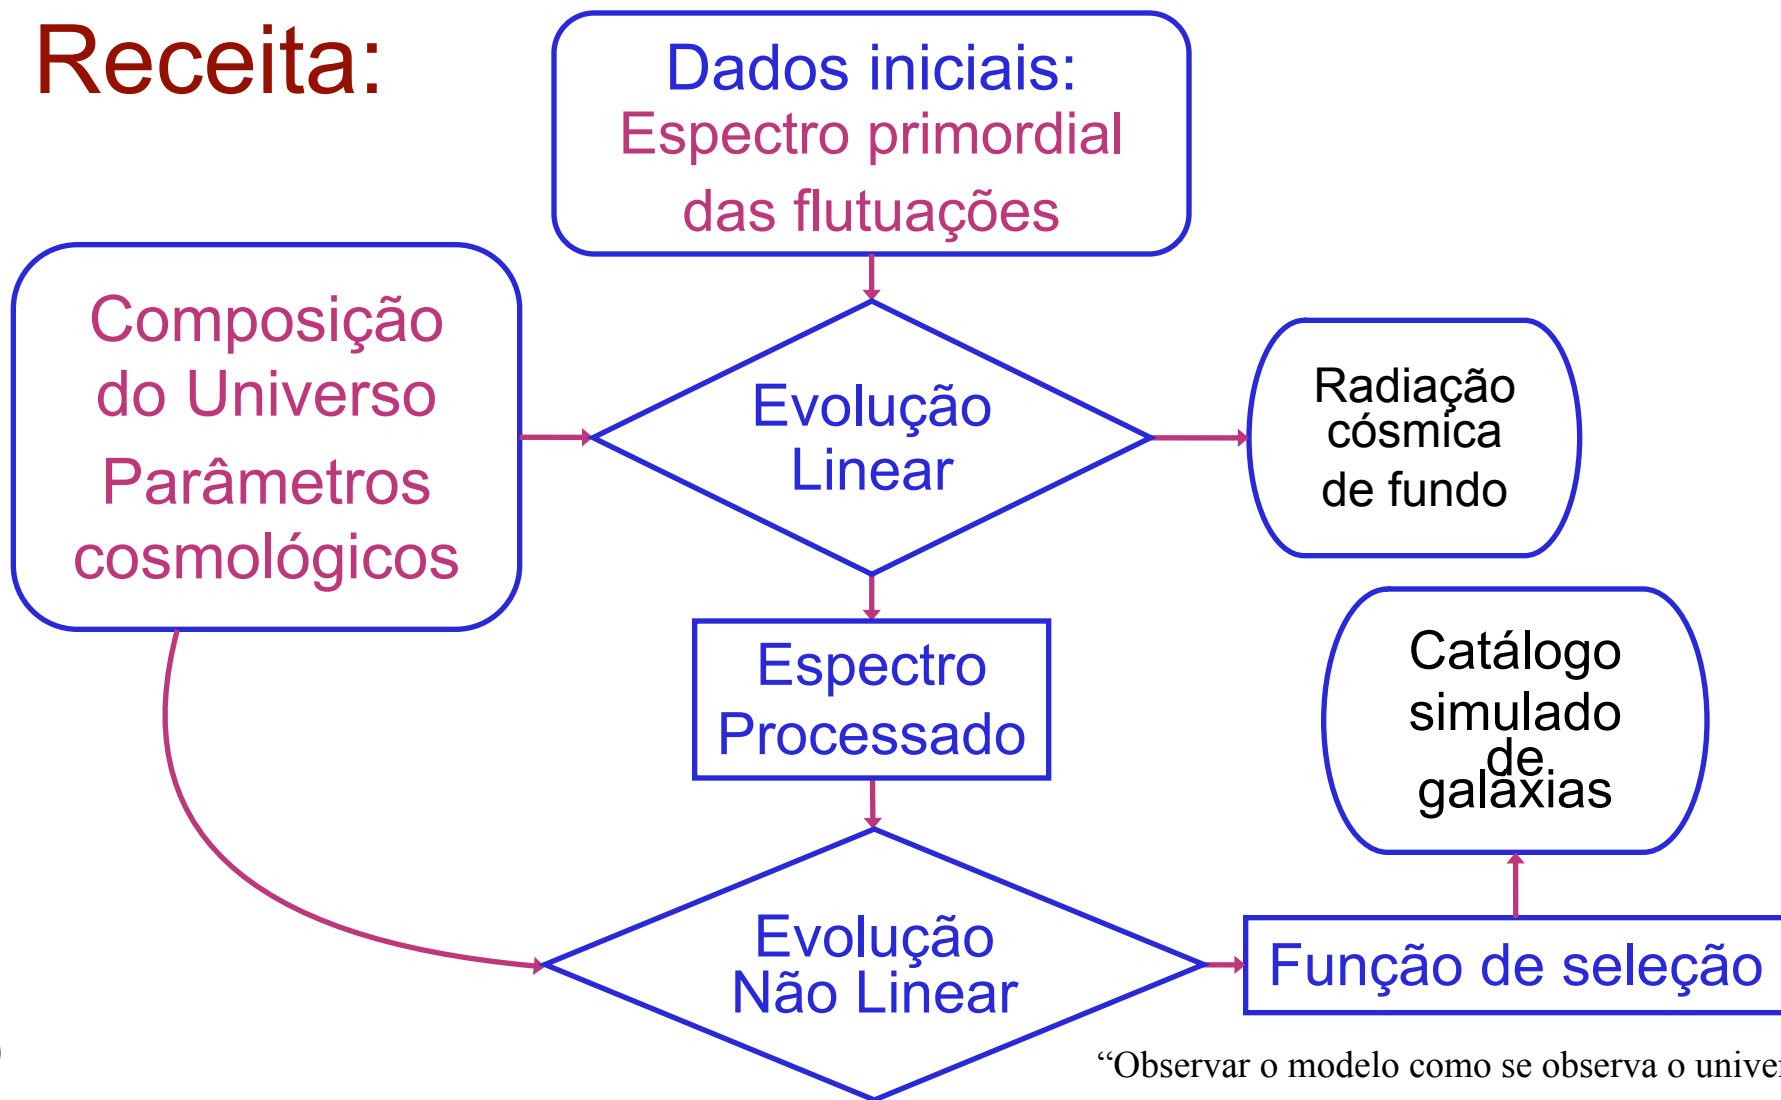 Receita:
Dados iniciais:
Espectro primordial
das flutuações
Composição
do Universo
Parâmetros
cosmológicos
Evolução
Linear
Radiação
cósmica
de fundo
Espectro
Processado
Catálogo
simulado
de
galáxias
Evolução
Não Linear
Função de seleção
“Observar o modelo como se observa o